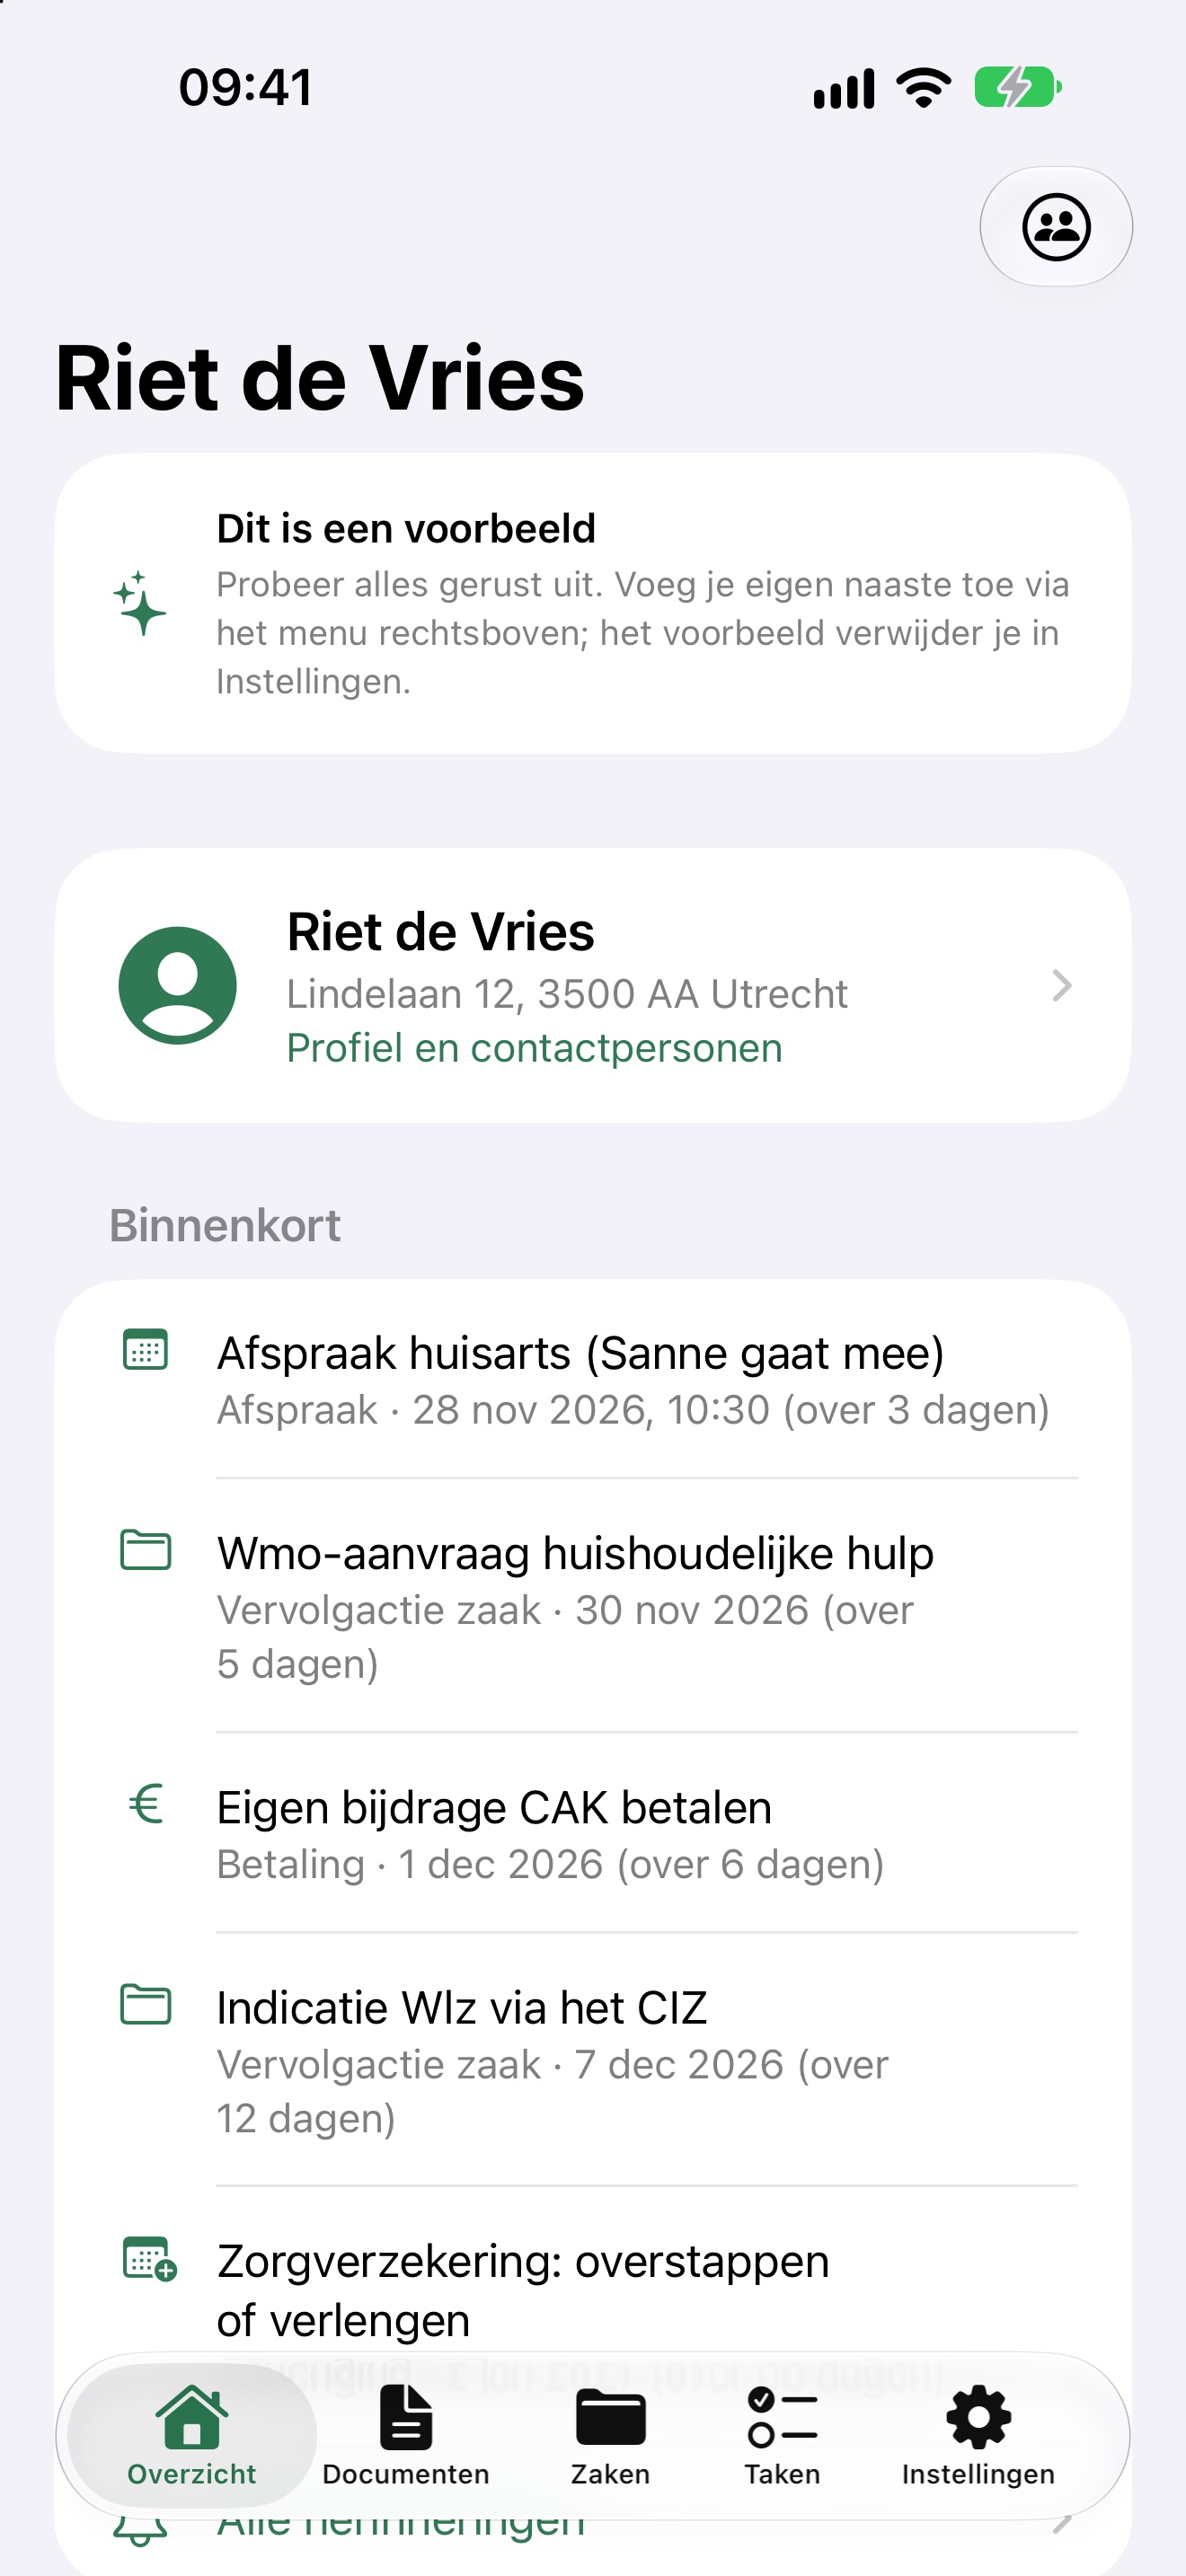 09:41
Riet de Vries
Dit is een voorbeeld
Probeer alles gerust uit. Voeg je eigen naaste toe via
het menu rechtsboven; het voorbeeld verwijder je in
Instellingen.
Riet de Vries
Lindelaan 12, 3500 AA Utrecht
Profiel en contactpersonen
Binnenkort
Afspraak huisarts (Sanne gaat mee)
Afspraak · 28 nov 2026, 10:30 (over 3 dagen)
Wmo-aanvraag huishoudelijke hulp
Vervolgactie zaak · 30 nov 2026 (over
5 dagen)
€ Eigen bijdrage CAK betalen
Betaling · 1 dec 2026 (over 6 dagen)
Indicatie Wlz via het CIZ
Vervolgactie zaak · 7 dec 2026 (over
12 dagen)
Zorgverzekering: overstappen
of verlengen
Overzicht Documenten Zaken Taken Instellingen
Alle herinneringen